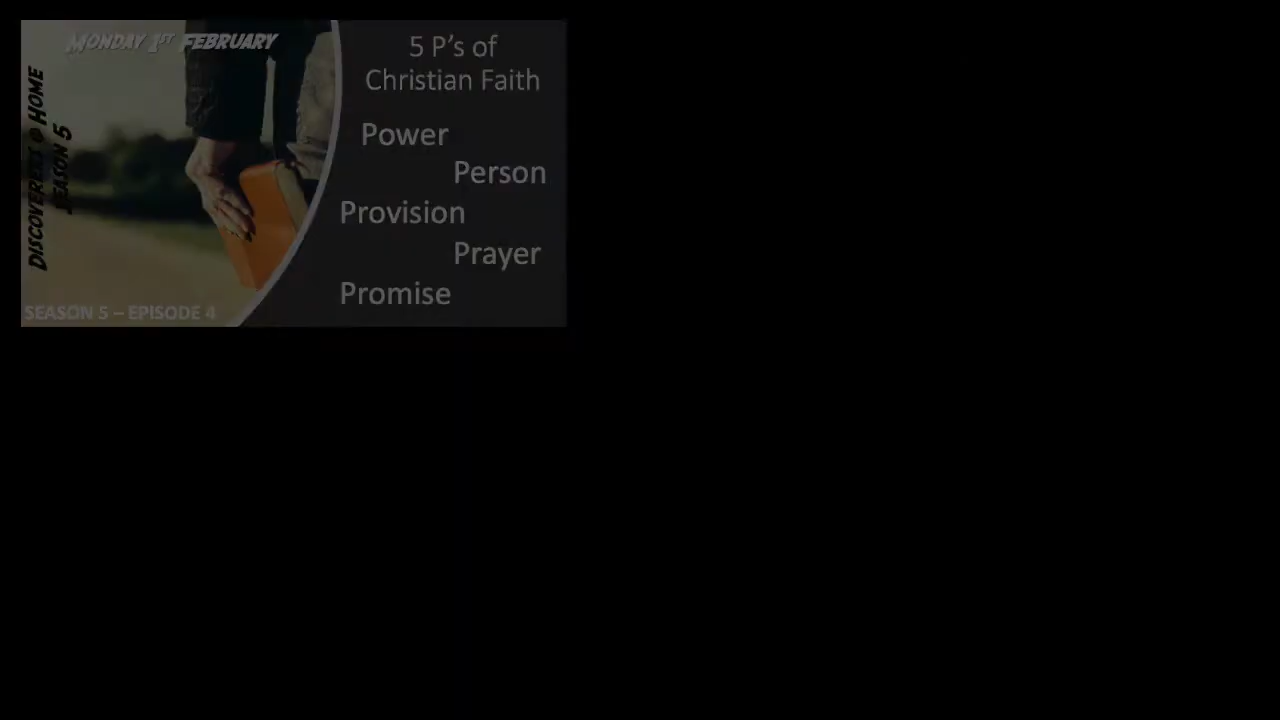 MONDAY 1ST FEBRUARY
DISCOVERERS @ HOME
SEASON 5
SEASON 5 – EPISODE 4
5 P’s of
Christian Faith
Power
Person
Provision
Prayer
Promise